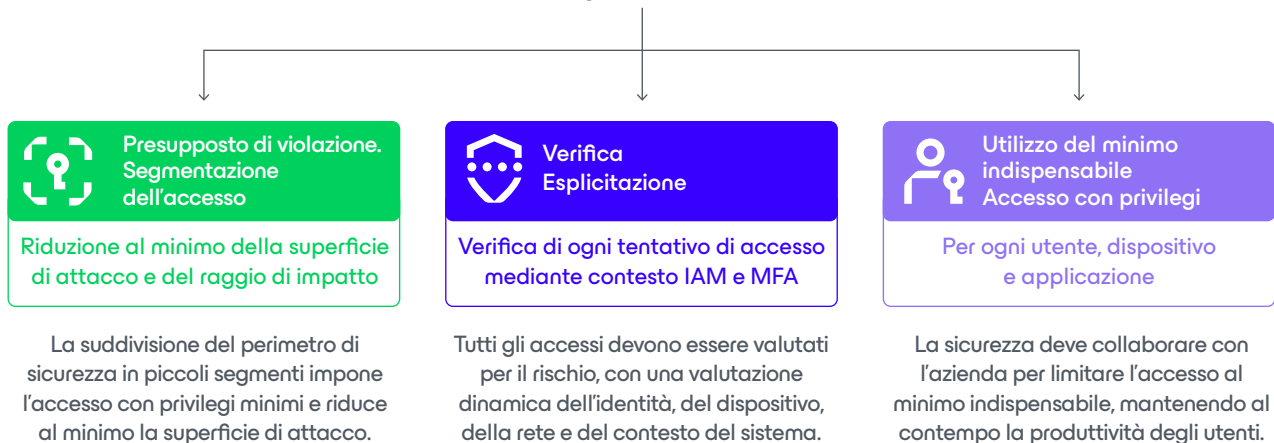 Presupposto di violazione.
Segmentazione
dell'accesso
Riduzione al minimo della superficie
di attacco e del raggio di impatto
La suddivisione del perimetro di
sicurezza in piccoli segmenti impone
l'accesso con privilegi minimi e riduce
al minimo la superficie di attacco.
Verifica
Esplicitazione
Verifica di ogni tentativo di accesso
mediante contesto IAM e MFA
Tutti gli accessi devono essere valutati
per il rischio, con una valutazione
dinamica dell'identità, del dispositivo,
della rete e del contesto del sistema.
Utilizzo del minimo
indispensabile
Accesso con privilegi
Per ogni utente, dispositivo
e applicazione
La sicurezza deve collaborare con
l'azienda per limitare l'accesso al
minimo indispensabile, mantenendo al
contempo la produttività degli utenti.